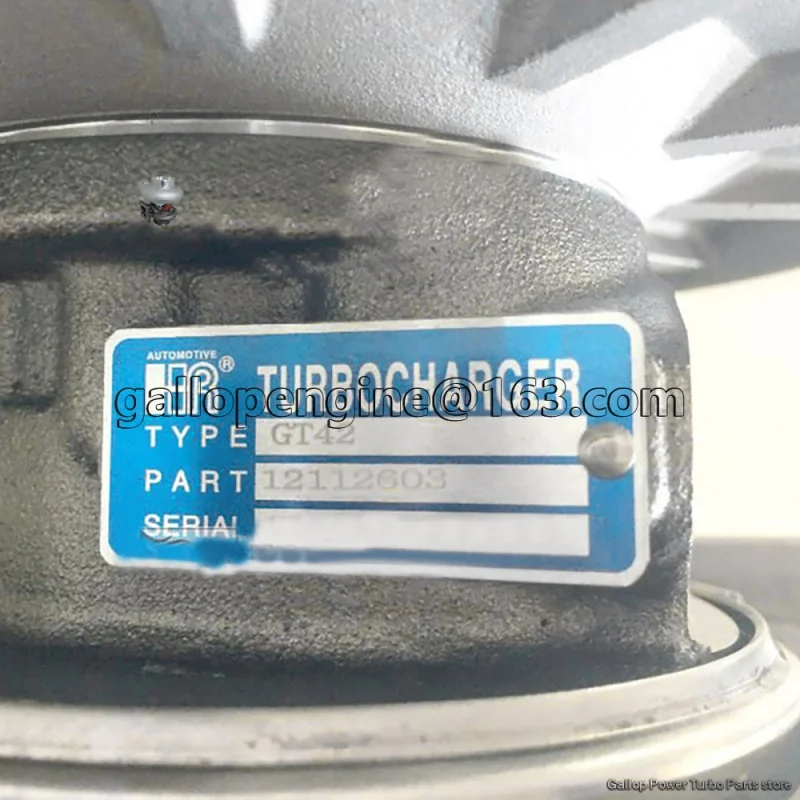 AUTOMOTIVE
® TURBOCHARGER
gallopengine@163.com
TYPE GT42
PART 12112603
SERIAL
Gallop Power Turbo Parts store